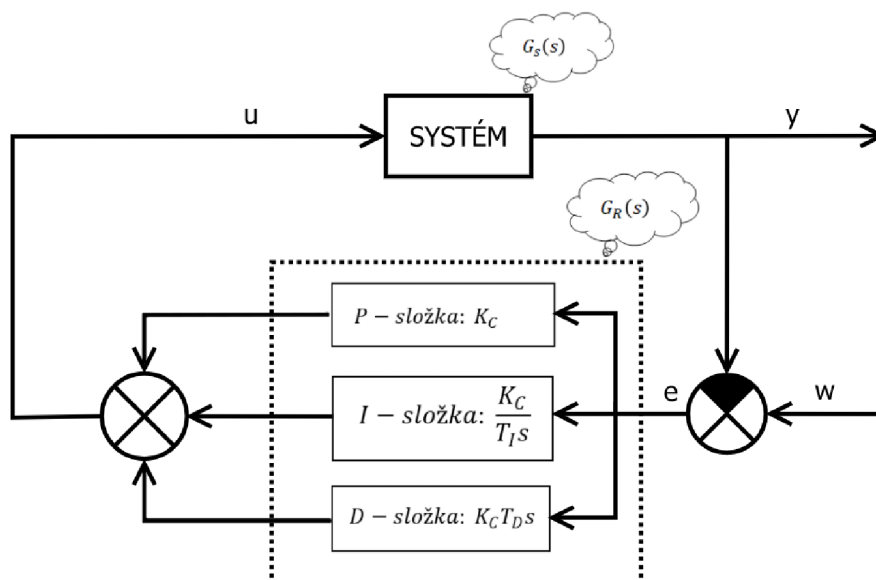 G_s(s)
u
SYSTÉM
y
G_R(s)
P − složka: K_C
e
w
I − složka: K_C / T_I s
D − složka: K_C T_D s